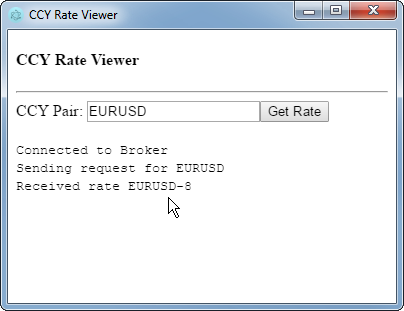 CCY Rate Viewer
CCY Rate Viewer
CCY Pair: EURUSD Get Rate
Connected to Broker
Sending request for EURUSD
Received rate EURUSD-8